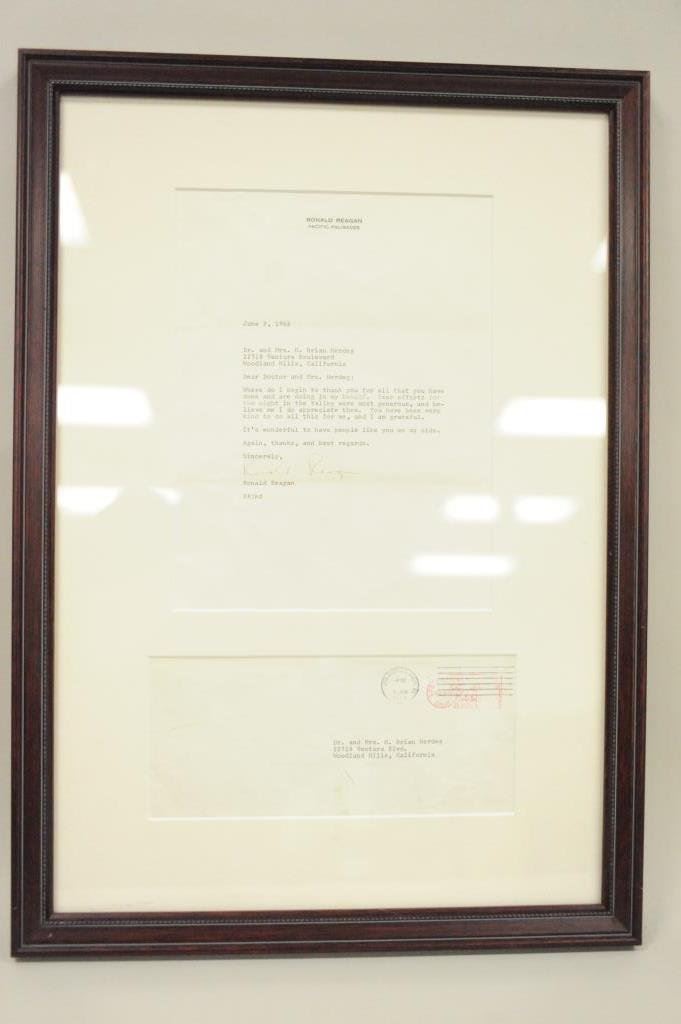 RONALD REAGAN
PACIFIC PALISADES
June 2, 1966
Dr. and Mrs. H. Brian Herdeg
22318 Ventura Boulevard
Woodland Hills, California
Dear Doctor and Mrs. Herdeg:
Where do I begin to thank you for all that you have
done and are doing in my behalf. Your efforts for
the night in the Valley were most generous, and be-
lieve me I do appreciate them. You have been very
kind to do all this for me, and I am grateful.
It's wonderful to have people like you on my side.
Again, thanks, and best regards.
Sincerely,
Ronald Reagan
Ronald Reagan
Dr. and Mrs. H. Brian Herdeg
22318 Ventura Blvd.
Woodland Hills, California